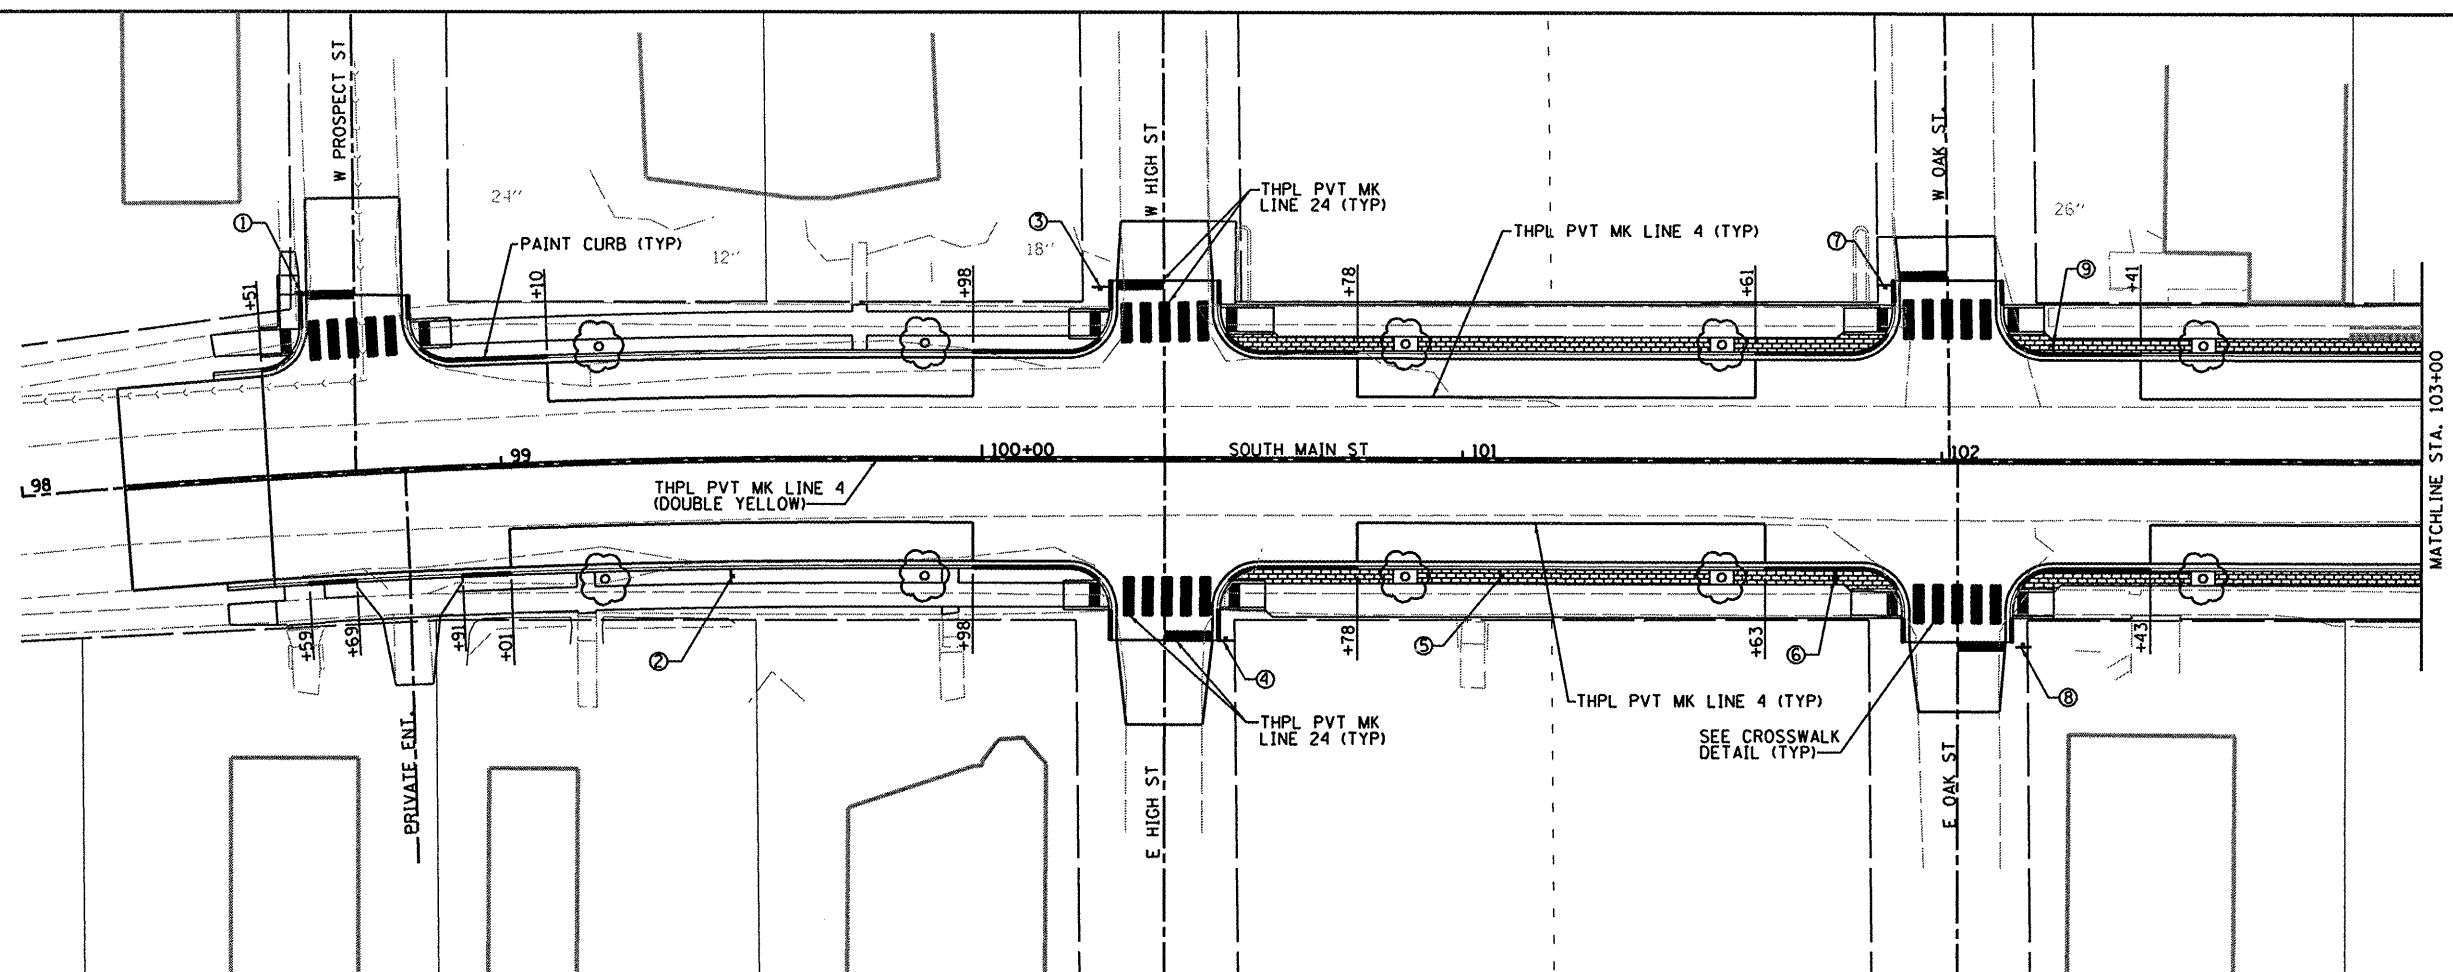 W PROSPECT ST
W HIGH ST
W OAK ST.
24"
12"
18"
26"
1
3
7
9
THPL PVT MK
LINE 24 (TYP)
PAINT CURB (TYP)
THPL PVT MK LINE 4 (TYP)
+51
+10
+98
+78
+61
+41
98
99
100+00
SOUTH MAIN ST
101
102
MATCHLINE STA. 103+00
THPL PVT MK LINE 4
(DOUBLE YELLOW)
+59
+69
+91
+01
+98
+78
+63
+43
2
4
5
6
8
THPL PVT MK LINE 4 (TYP)
THPL PVT MK
LINE 24 (TYP)
SEE CROSSWALK
DETAIL (TYP)
PRIVATE ENT.
E HIGH ST
E OAK ST